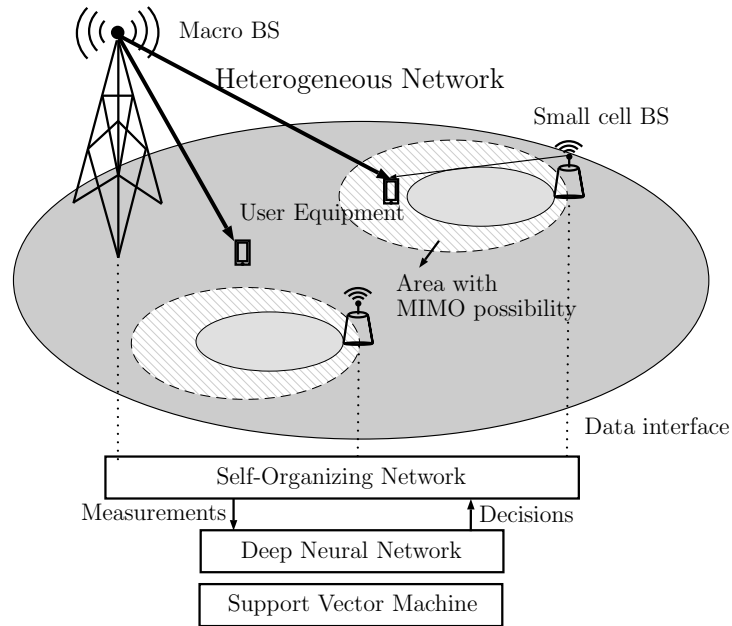 Macro BS
Heterogeneous Network
Small cell BS
User Equipment
Area with
MIMO possibility
Data interface
Self-Organizing Network
Measurements
Decisions
Deep Neural Network
Support Vector Machine